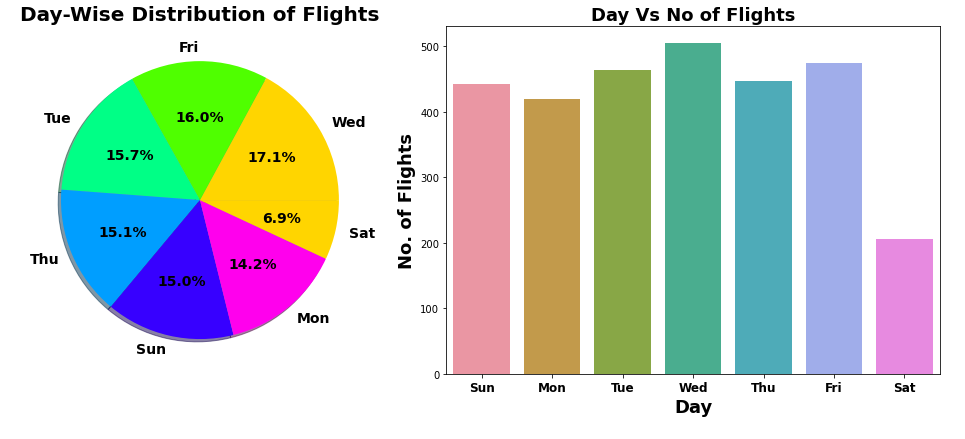 Day-Wise Distribution of Flights
Fri
Tue
Wed
16.0%
15.7%
17.1%
6.9%
15.1%
14.2%
15.0%
Sat
Thu
Mon
Sun
Day Vs No of Flights
No. of Flights
500
400
300
200
100
0
Sun Mon Tue Wed Thu Fri Sat
Day